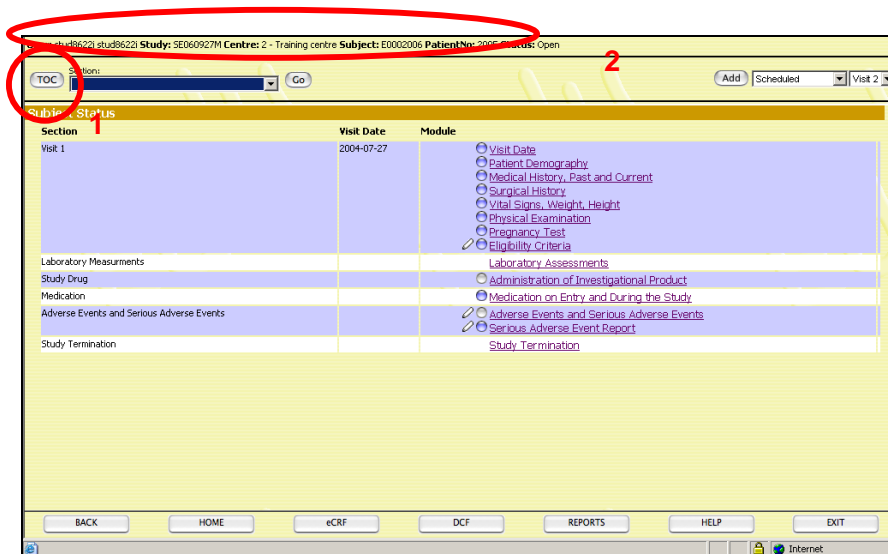 stud8622i stud8622i Study: SE060927M Centre: 2 - Training centre Subject: E0002006 PatientNo: 2005 Status: Open
2
TOC Section: Go Add Scheduled Visit 2
Subject Status
1
Section Visit Date Module
Visit 1 2004-07-27 Visit Date
Patient Demography
Medical History, Past and Current
Surgical History
Vital Signs, Weight, Height
Physical Examination
Pregnancy Test
Eligibility Criteria
Laboratory Measurments Laboratory Assessments
Study Drug Administration of Investigational Product
Medication Medication on Entry and During the Study
Adverse Events and Serious Adverse Events Adverse Events and Serious Adverse Events
Serious Adverse Event Report
Study Termination Study Termination
BACK HOME eCRF DCF REPORTS HELP EXIT
Internet